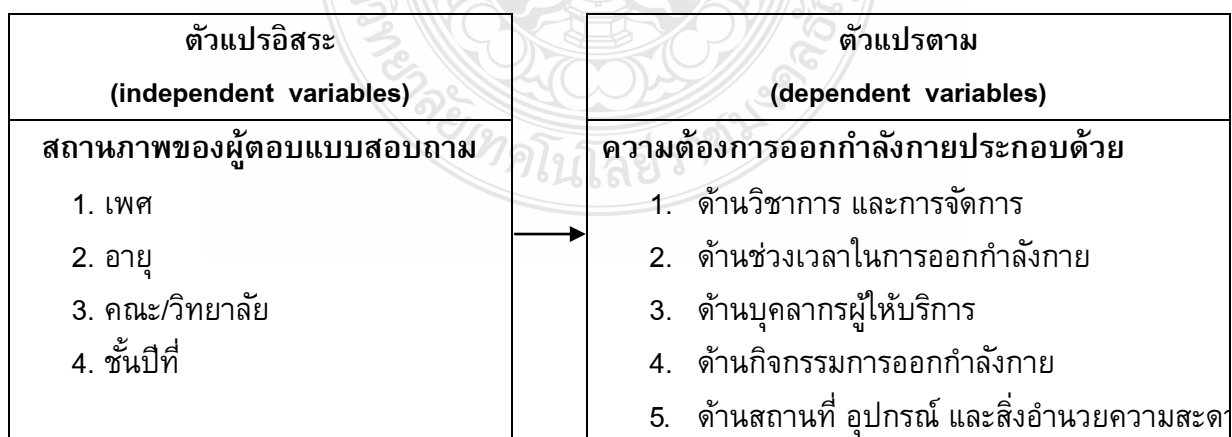 ตัวแปรอิสระ
(independent variables)
สถานภาพของผู้ตอบแบบสอบถาม
1. เพศ
2. อายุ
3. คณะ/วิทยาลัย
4. ชั้นปีที่
ตัวแปรตาม
(dependent variables)
ความต้องการออกกำลังกายประกอบด้วย
1. ด้านวิชาการ และการจัดการ
2. ด้านช่วงเวลาในการออกกำลังกาย
3. ด้านบุคลากรผู้ให้บริการ
4. ด้านกิจกรรมการออกกำลังกาย
5. ด้านสถานที่ อุปกรณ์ และสิ่งอำนวยความสะดว